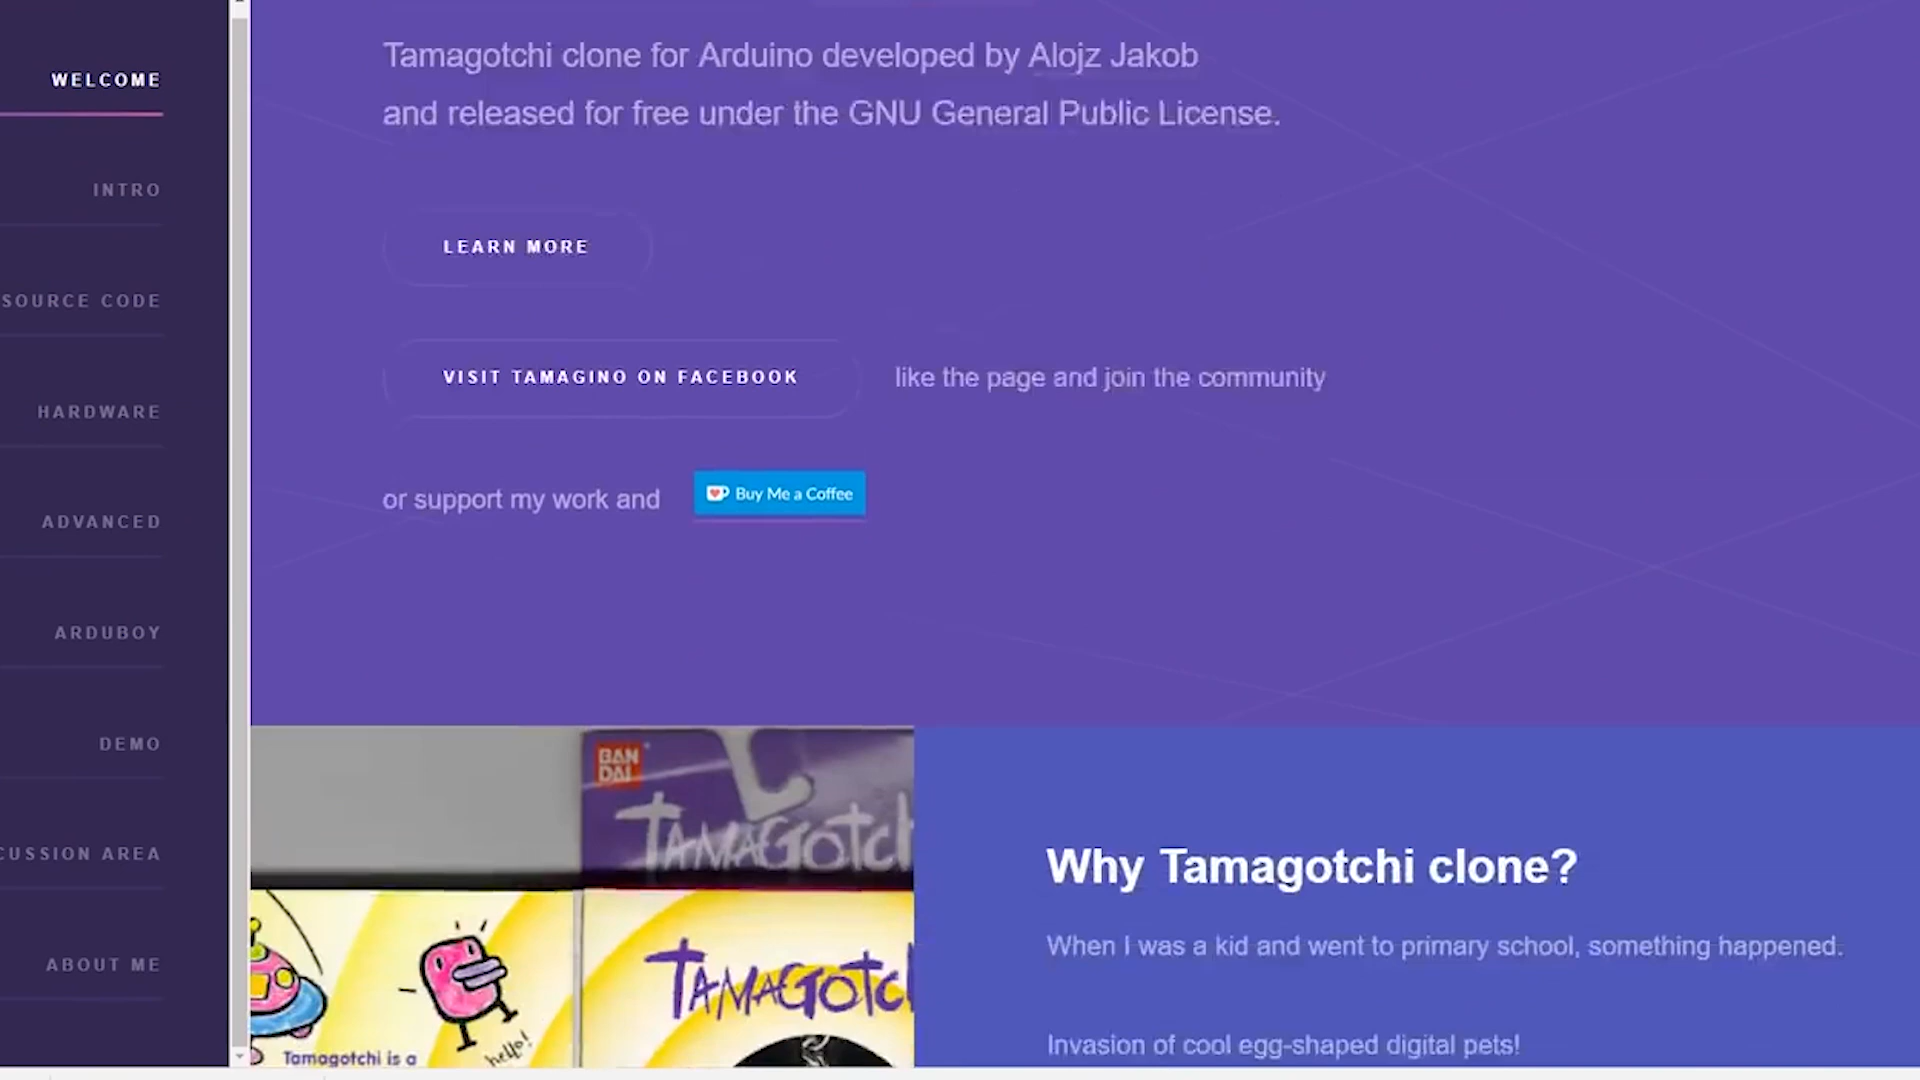 WELCOME
INTRO
SOURCE CODE
HARDWARE
ADVANCED
ARDUBOY
DEMO
CUSSION AREA
ABOUT ME
Tamagotchi clone for Arduino developed by Alojz Jakob
and released for free under the GNU General Public License.
LEARN MORE
VISIT TAMAGINO ON FACEBOOK like the page and join the community
or support my work and Buy Me a Coffee
BAN
DAI
TAMAGOTCH
TAMAGOTC
hello!
Tamagotchi is a
Why Tamagotchi clone?
When I was a kid and went to primary school, something happened.
Invasion of cool egg-shaped digital pets!